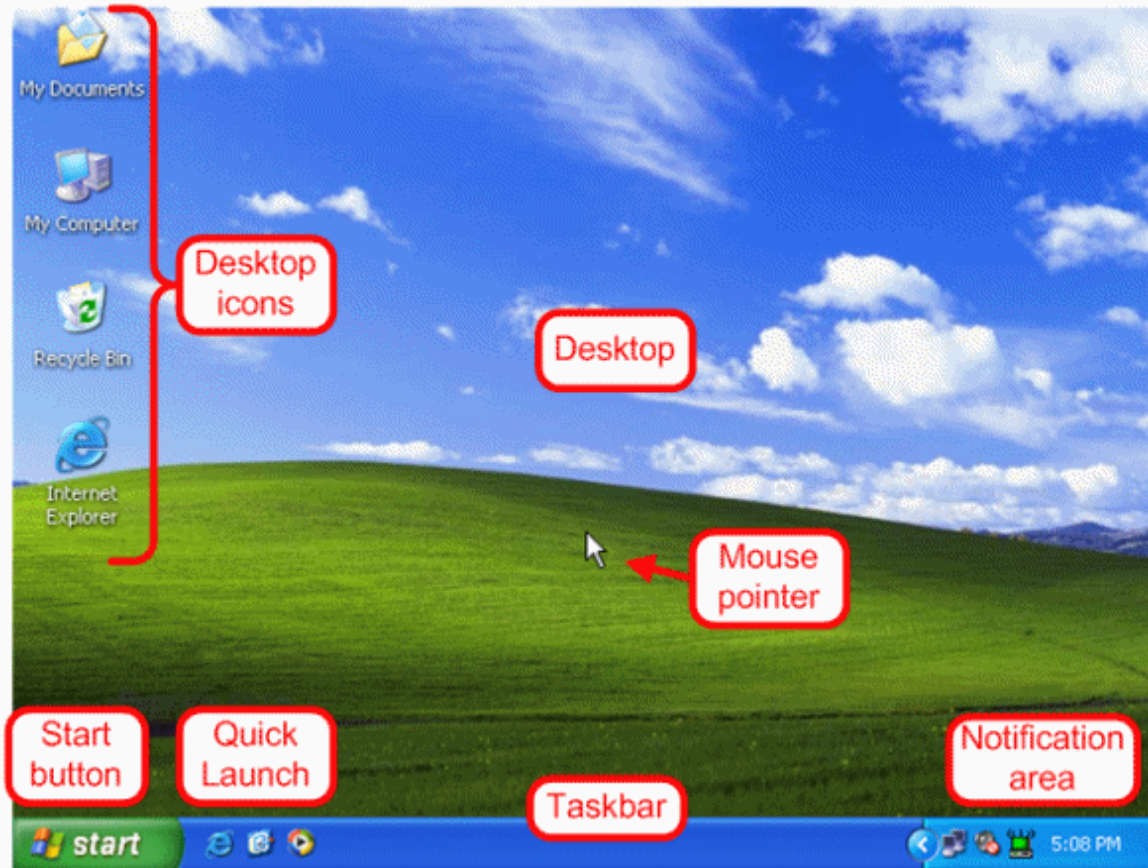 My Documents
My Computer
Desktop
icons
Desktop
Recycle Bin
Internet
Explorer
Mouse
pointer
Start
button
Quick
Launch
Notification
area
Taskbar
start
5:08 PM